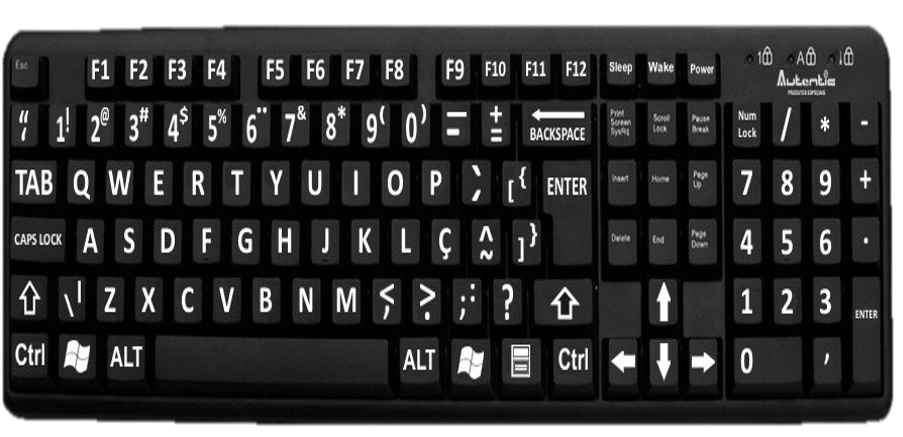 Esc F1 F2 F3 F4 F5 F6 F7 F8 F9 F10 F11 F12 Sleep Wake Power 1 A
Autentic
PRODUTOS ESPECIAIS
"' 1! 2@ 3# 4$ 5% 6¨ 7& 8* 9( 0) -_ += BACKSPACE Print Screen SysRq Scroll Lock Pause Break Num Lock / * -
TAB Q W E R T Y U I O P ´` [{ ENTER Insert Home Page Up 7 8 9 +
CAPS LOCK A S D F G H J K L Ç ^~ ]} Delete End Page Down 4 5 6 .
⇧ \| Z X C V B N M <, >. ;: ? ⇧ ↑ 1 2 3 ENTER
Ctrl ALT ALT Ctrl ← ↓ → 0 ,